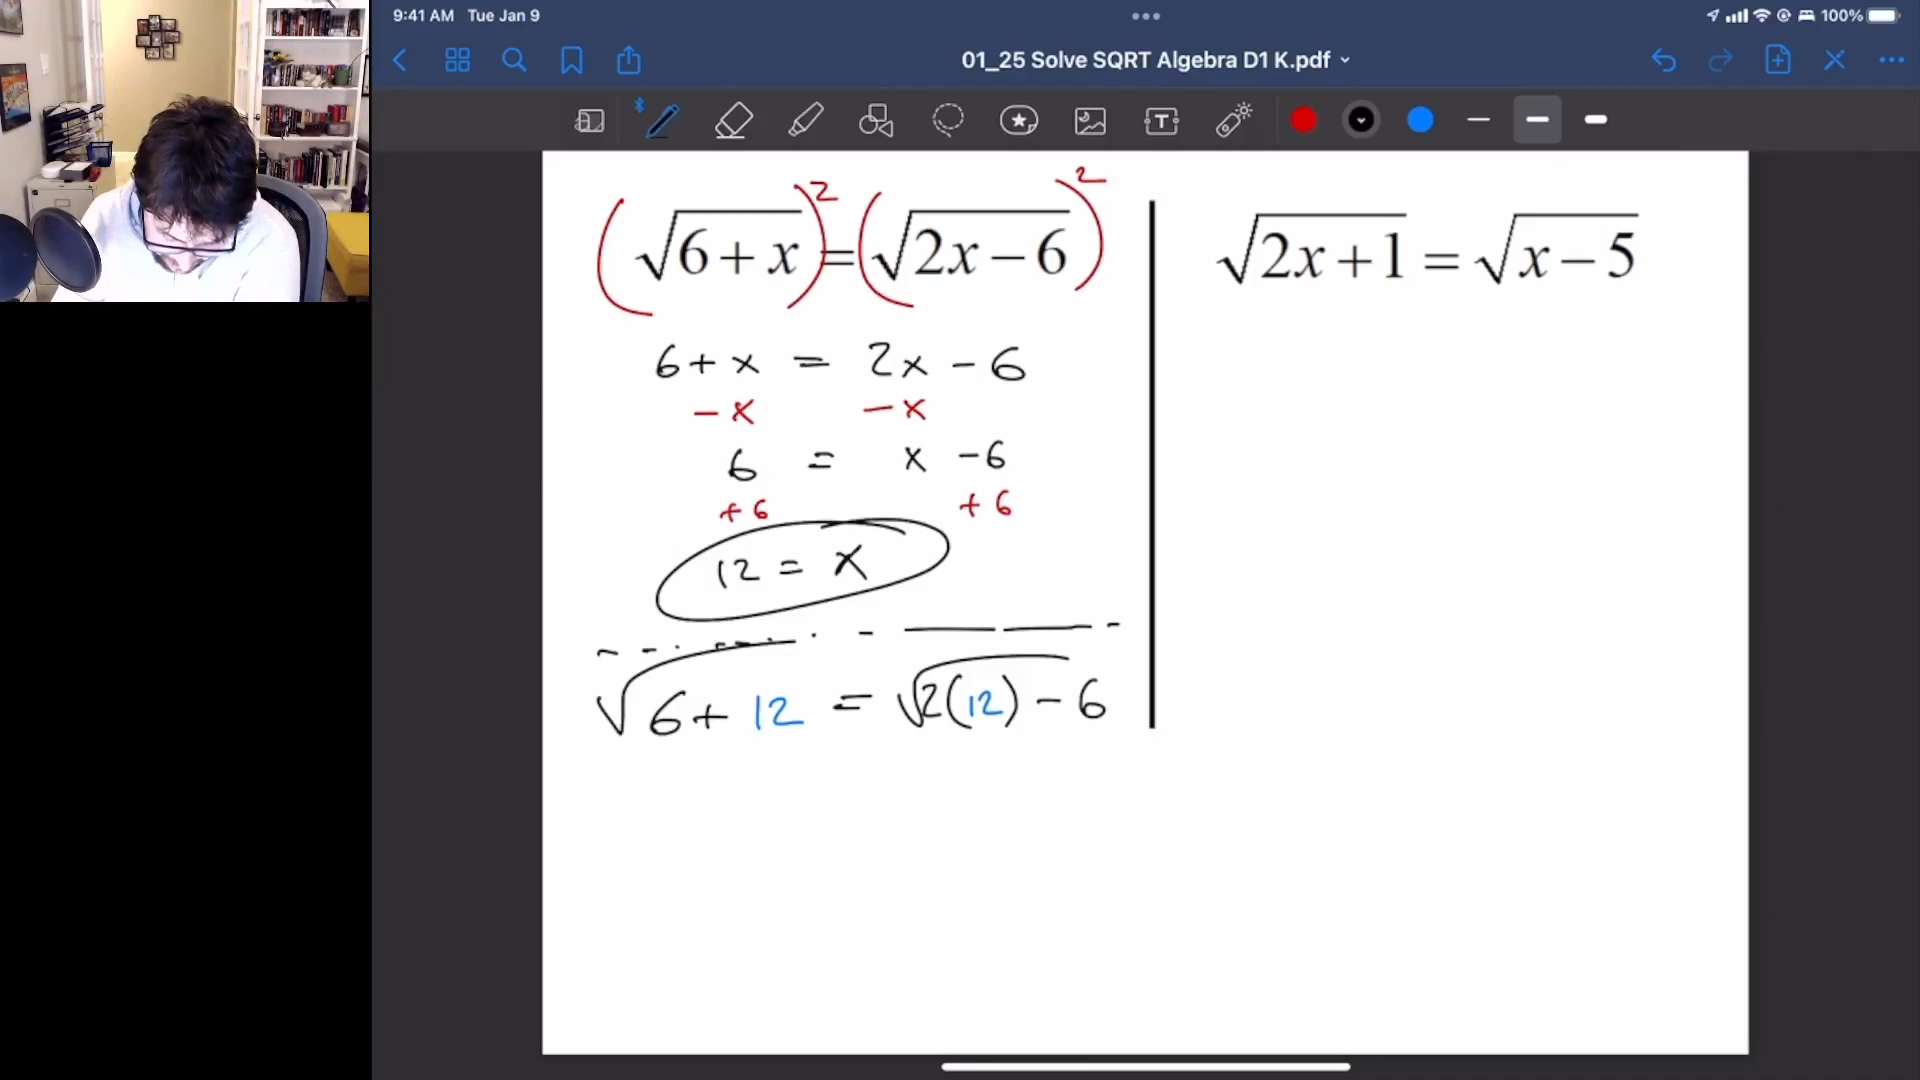 9:41 AM Tue Jan 9
100%
01_25 Solve SQRT Algebra D1 K.pdf
T
(√(6 + x))² = (√(2x − 6))²
6 + x = 2x − 6
− x − x
6 = x − 6
+ 6 + 6
12 = x
√(6 + 12) = √(2(12) − 6)
√(2x + 1) = √(x − 5)